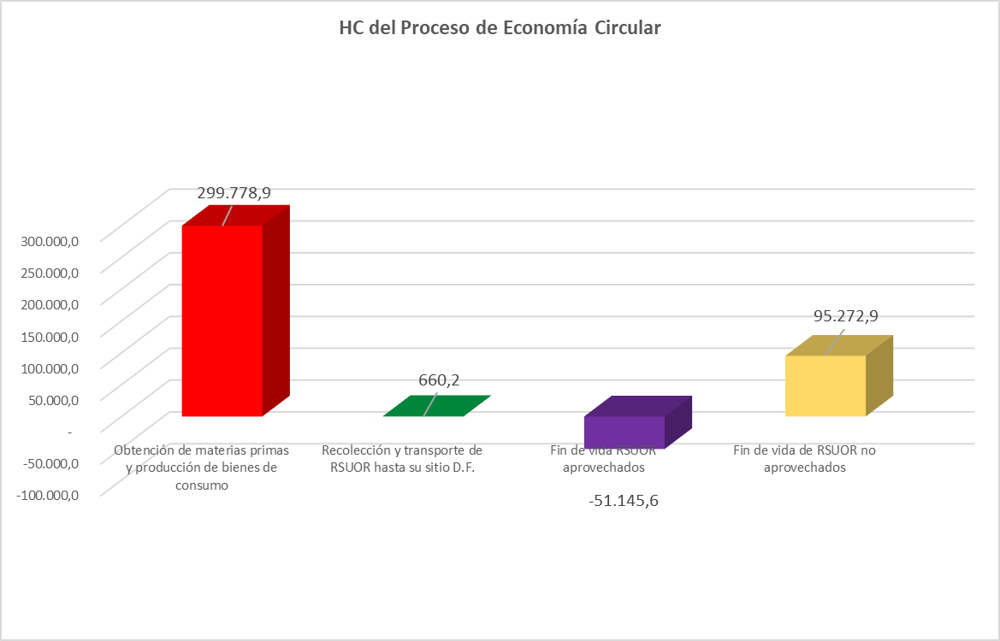 HC del Proceso de Economía Circular
299.778,9
660,2
-51.145,6
95.272,9
300.000,0
250.000,0
200.000,0
150.000,0
100.000,0
50.000,0
-
-50.000,0
-100.000,0
Obtención de materias primas
y producción de bienes de
consumo
Recolección y transporte de
RSUOR hasta su sitio D.F.
Fin de vida RSUOR
aprovechados
Fin de vida de RSUOR no
aprovechados